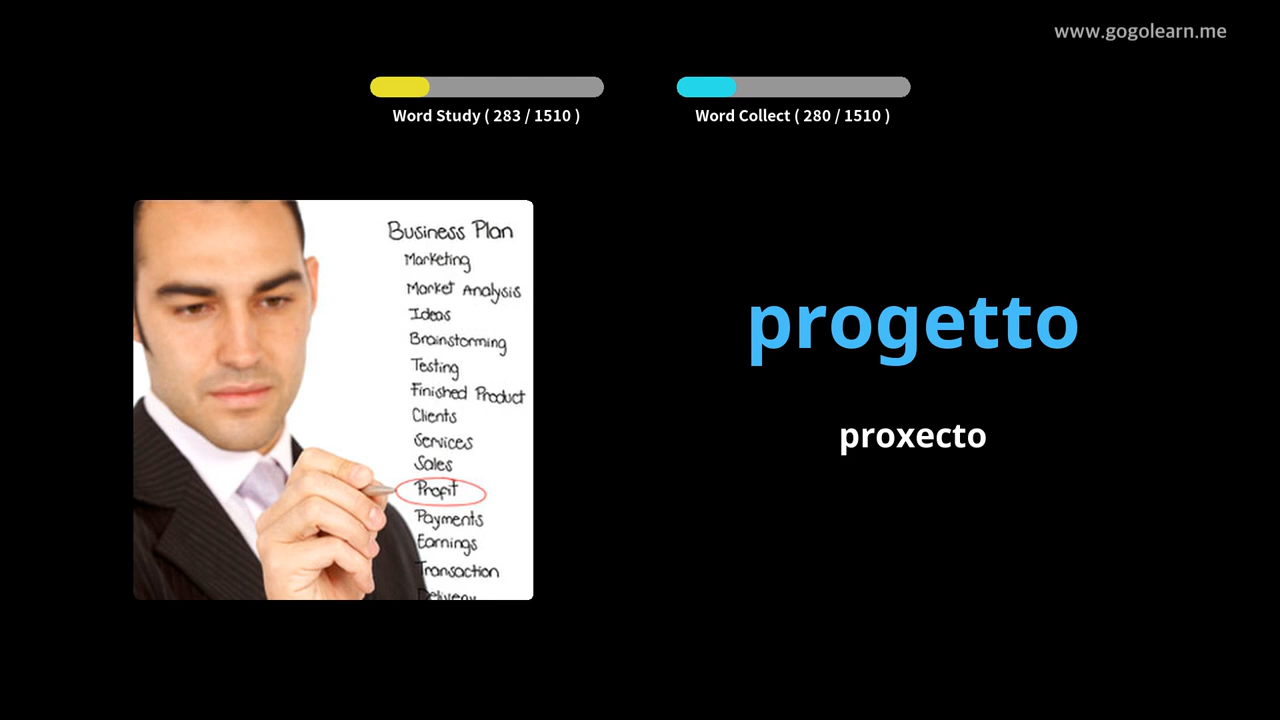 www.gogolearn.me
Word Study ( 283 / 1510 )
Word Collect ( 280 / 1510 )
Business Plan
Marketing
Market Analysis
Ideas
Brainstorming
Testing
Finished Product
Clients
Services
Sales
Profit
Payments
Earnings
Transaction
Delivery
progetto
proxecto